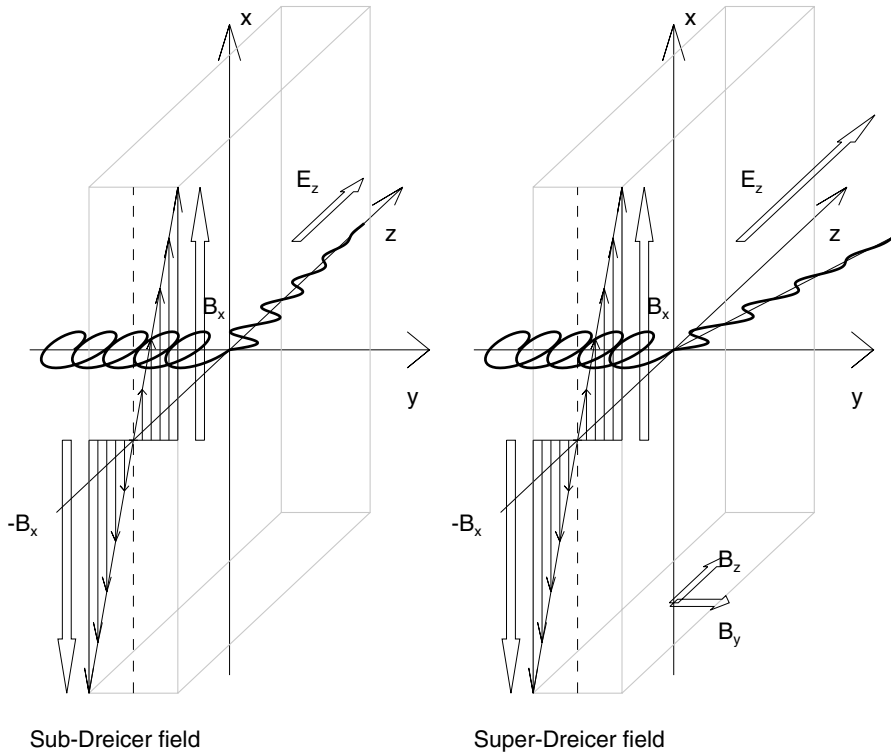 x
E_z
z
B_x
y
-B_x
Sub-Dreicer field
x
E_z
z
B_x
y
-B_x
B_z
B_y
Super-Dreicer field